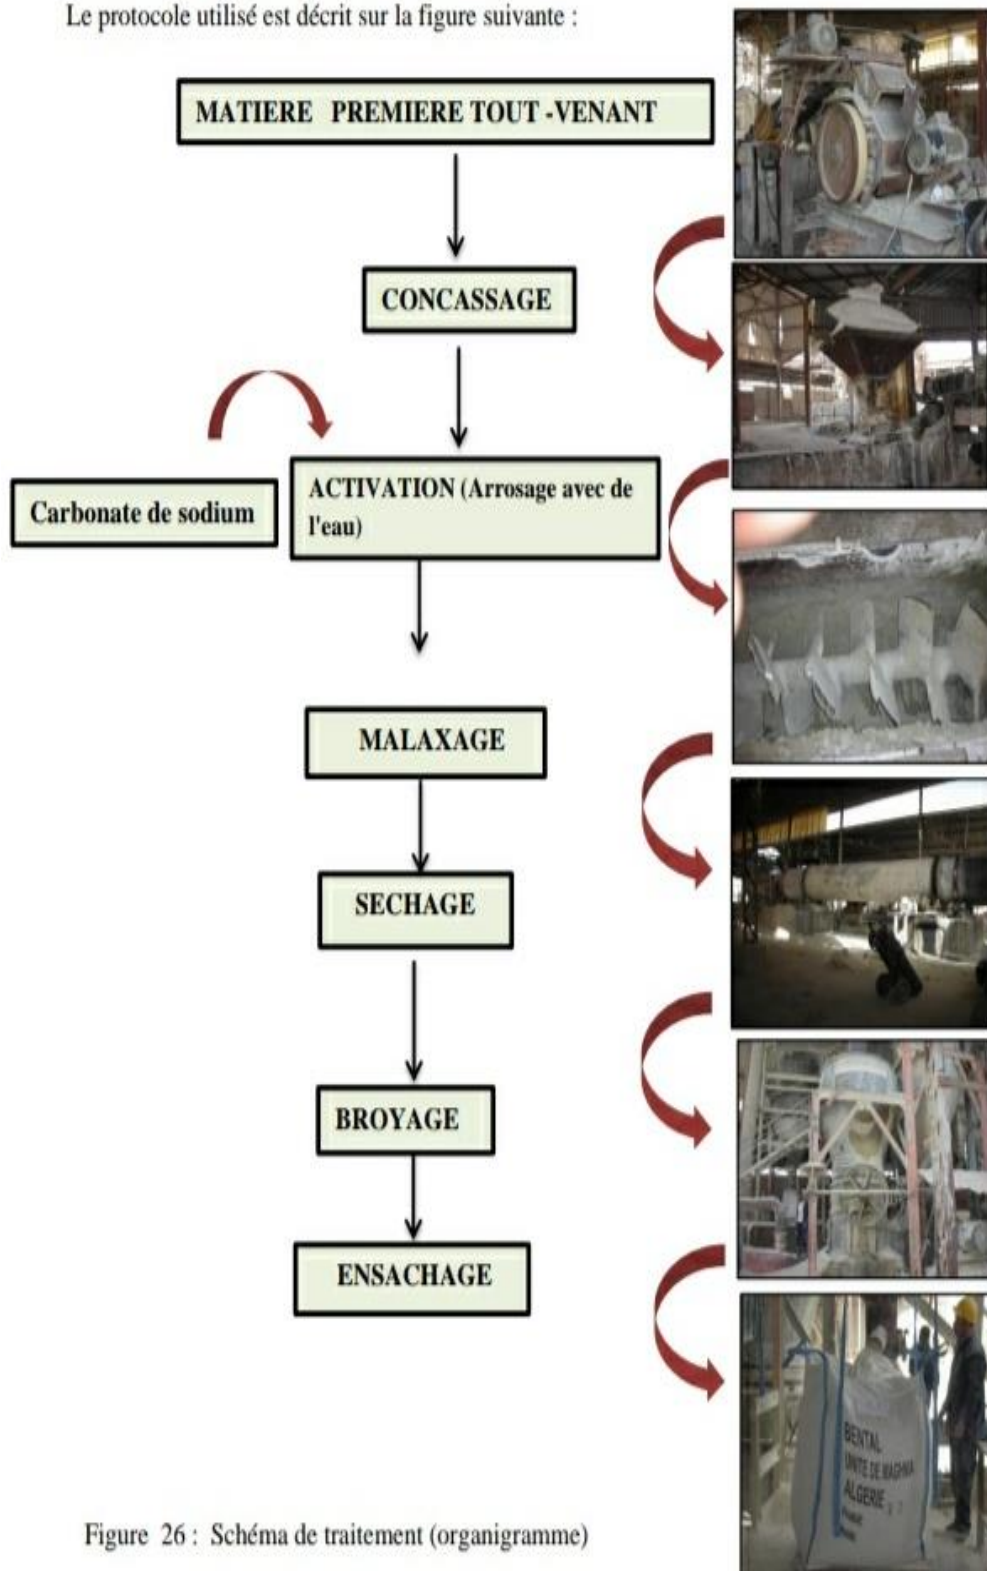 Le protocole utilisé est décrit sur la figure suivante :
MATIERE PREMIERE TOUT -VENANT
CONCASSAGE
Carbonate de sodium
ACTIVATION (Arrosage avec de
l'eau)
MALAXAGE
SECHAGE
BROYAGE
ENSACHAGE
BENTAL
UNITE DE MAGHNIA
ALGERIE
Figure 26 : Schéma de traitement (organigramme)